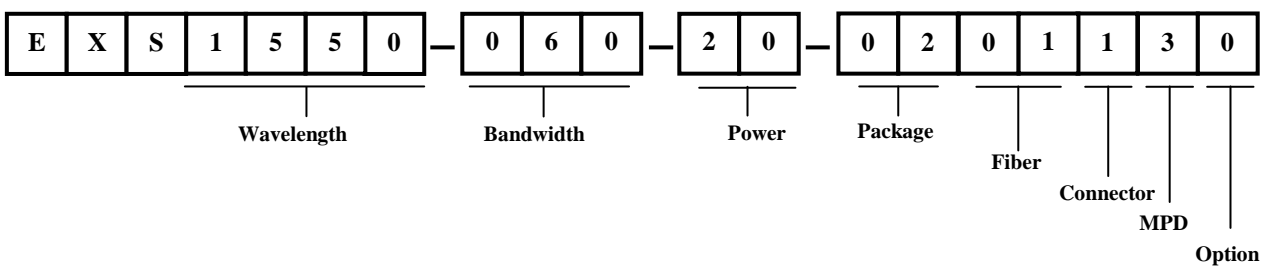 E X S 1 5 5 0 – 0 6 0 – 2 0 – 0 2 0 1 1 3 0
Wavelength Bandwidth Power Package
Fiber
Connector
MPD
Option